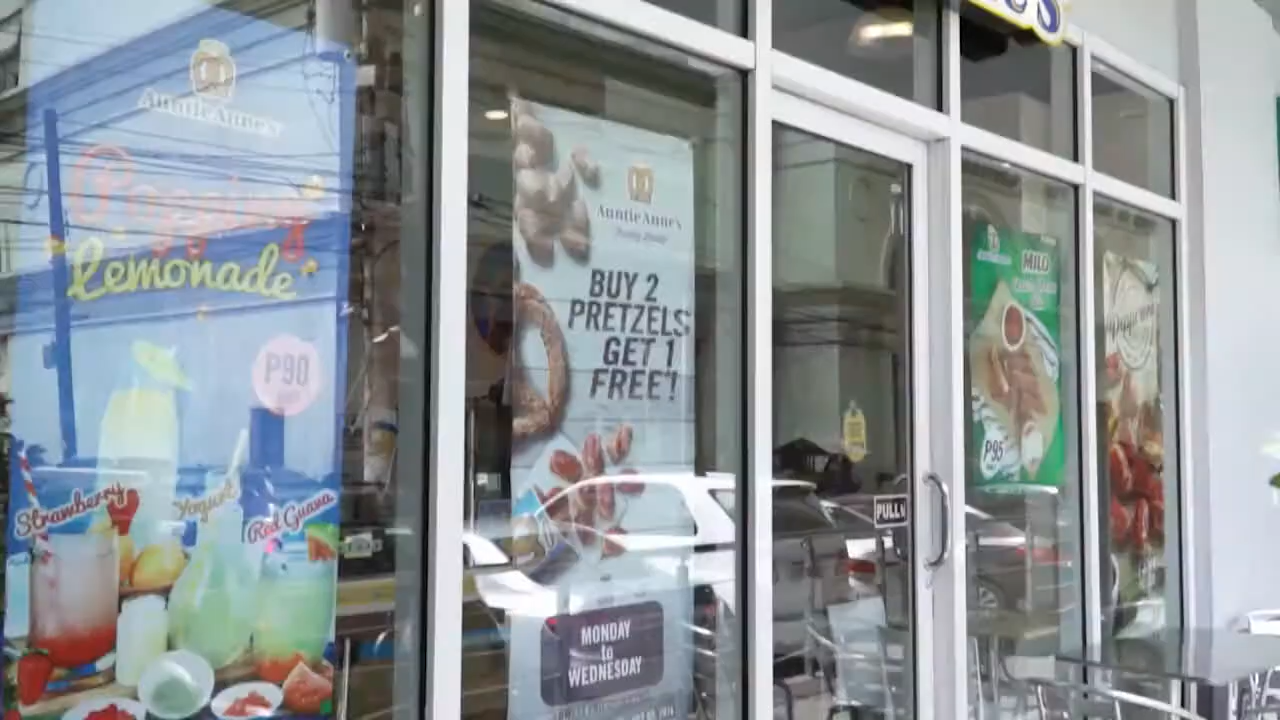 Auntie Anne's
Popping
Lemonade
P90
Strawberry
Yogurt
Red Guava
Auntie Anne's
BUY 2
PRETZELS
GET 1
FREE!
MONDAY
to
WEDNESDAY
PULL
MILO
P95